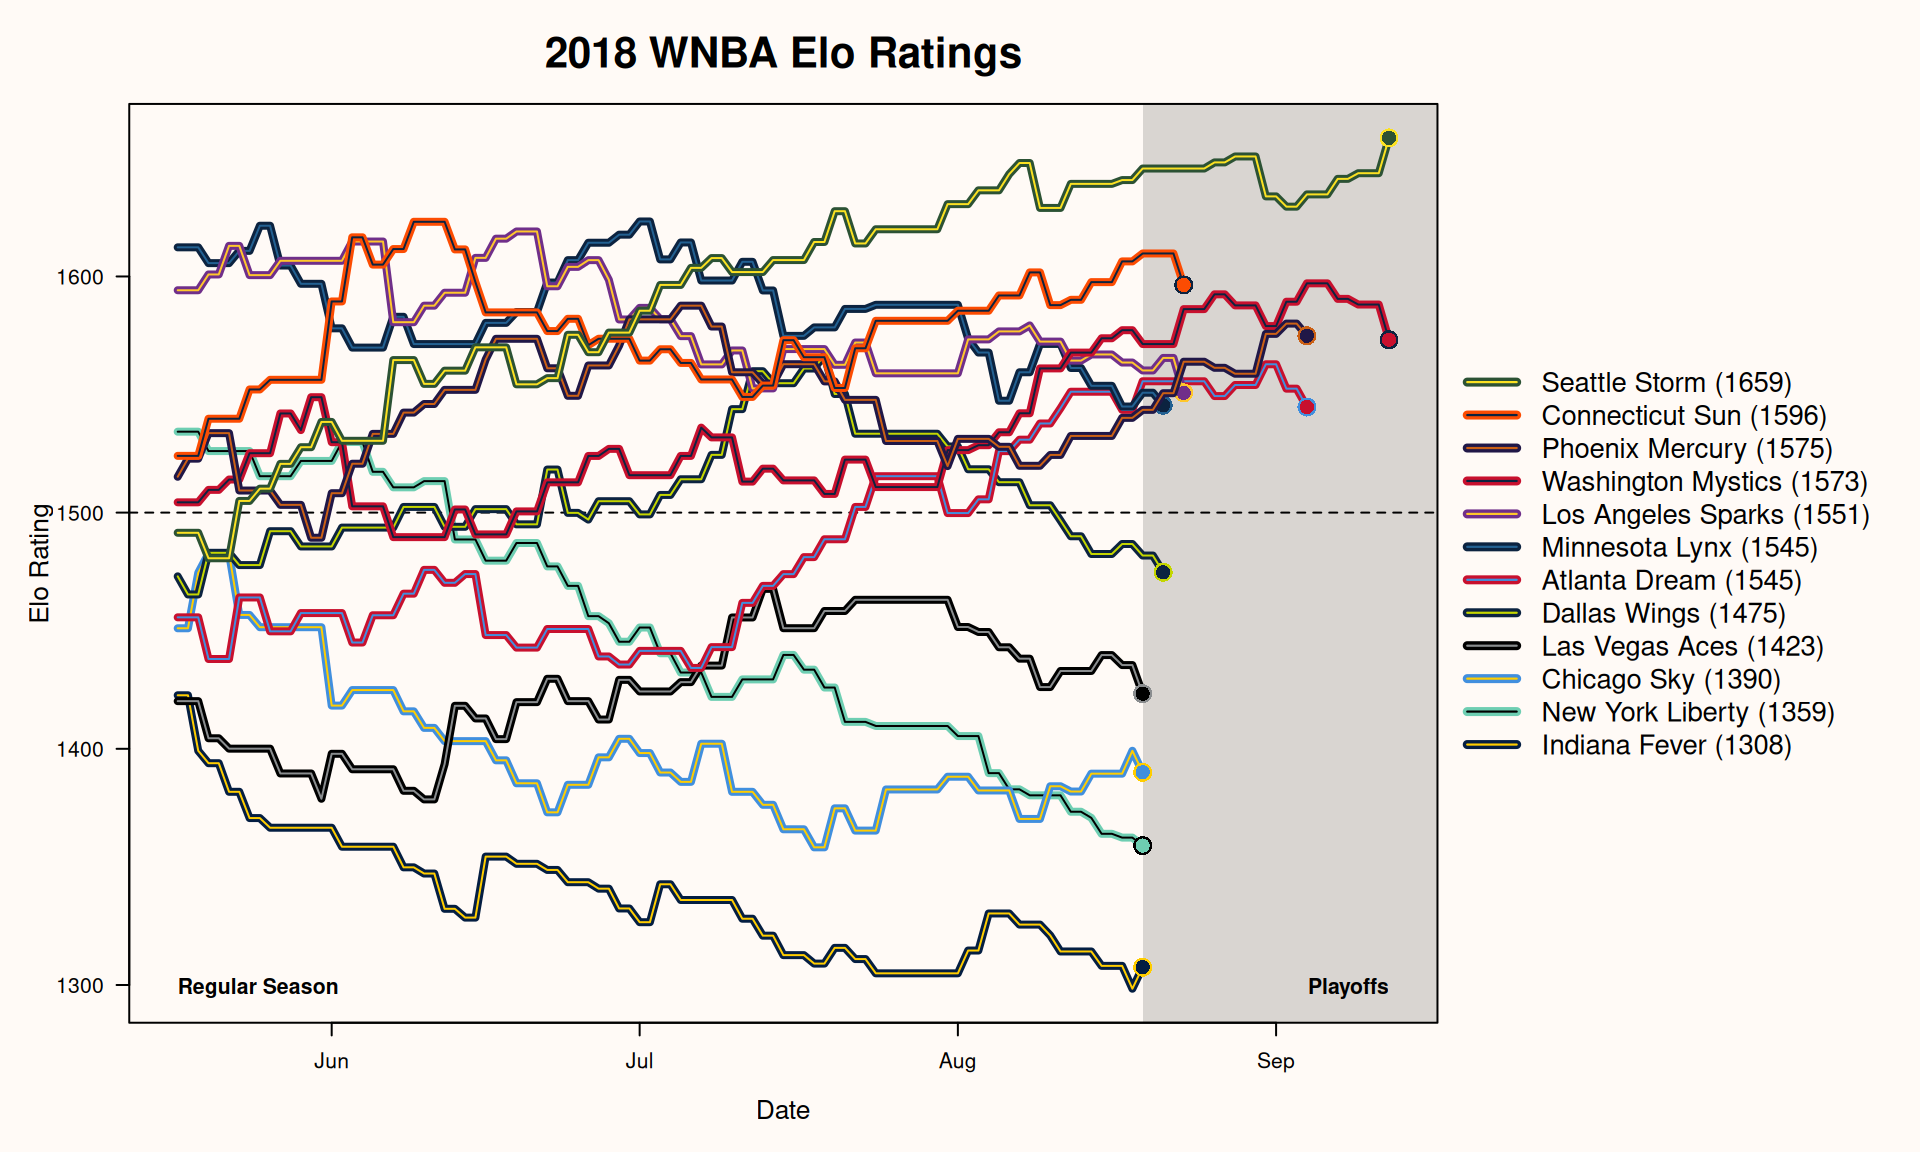 2018 WNBA Elo Ratings
Elo Rating
1600
1500
1400
1300
Regular Season
Playoffs
Jun
Jul
Aug
Sep
Date
Seattle Storm (1659)
Connecticut Sun (1596)
Phoenix Mercury (1575)
Washington Mystics (1573)
Los Angeles Sparks (1551)
Minnesota Lynx (1545)
Atlanta Dream (1545)
Dallas Wings (1475)
Las Vegas Aces (1423)
Chicago Sky (1390)
New York Liberty (1359)
Indiana Fever (1308)